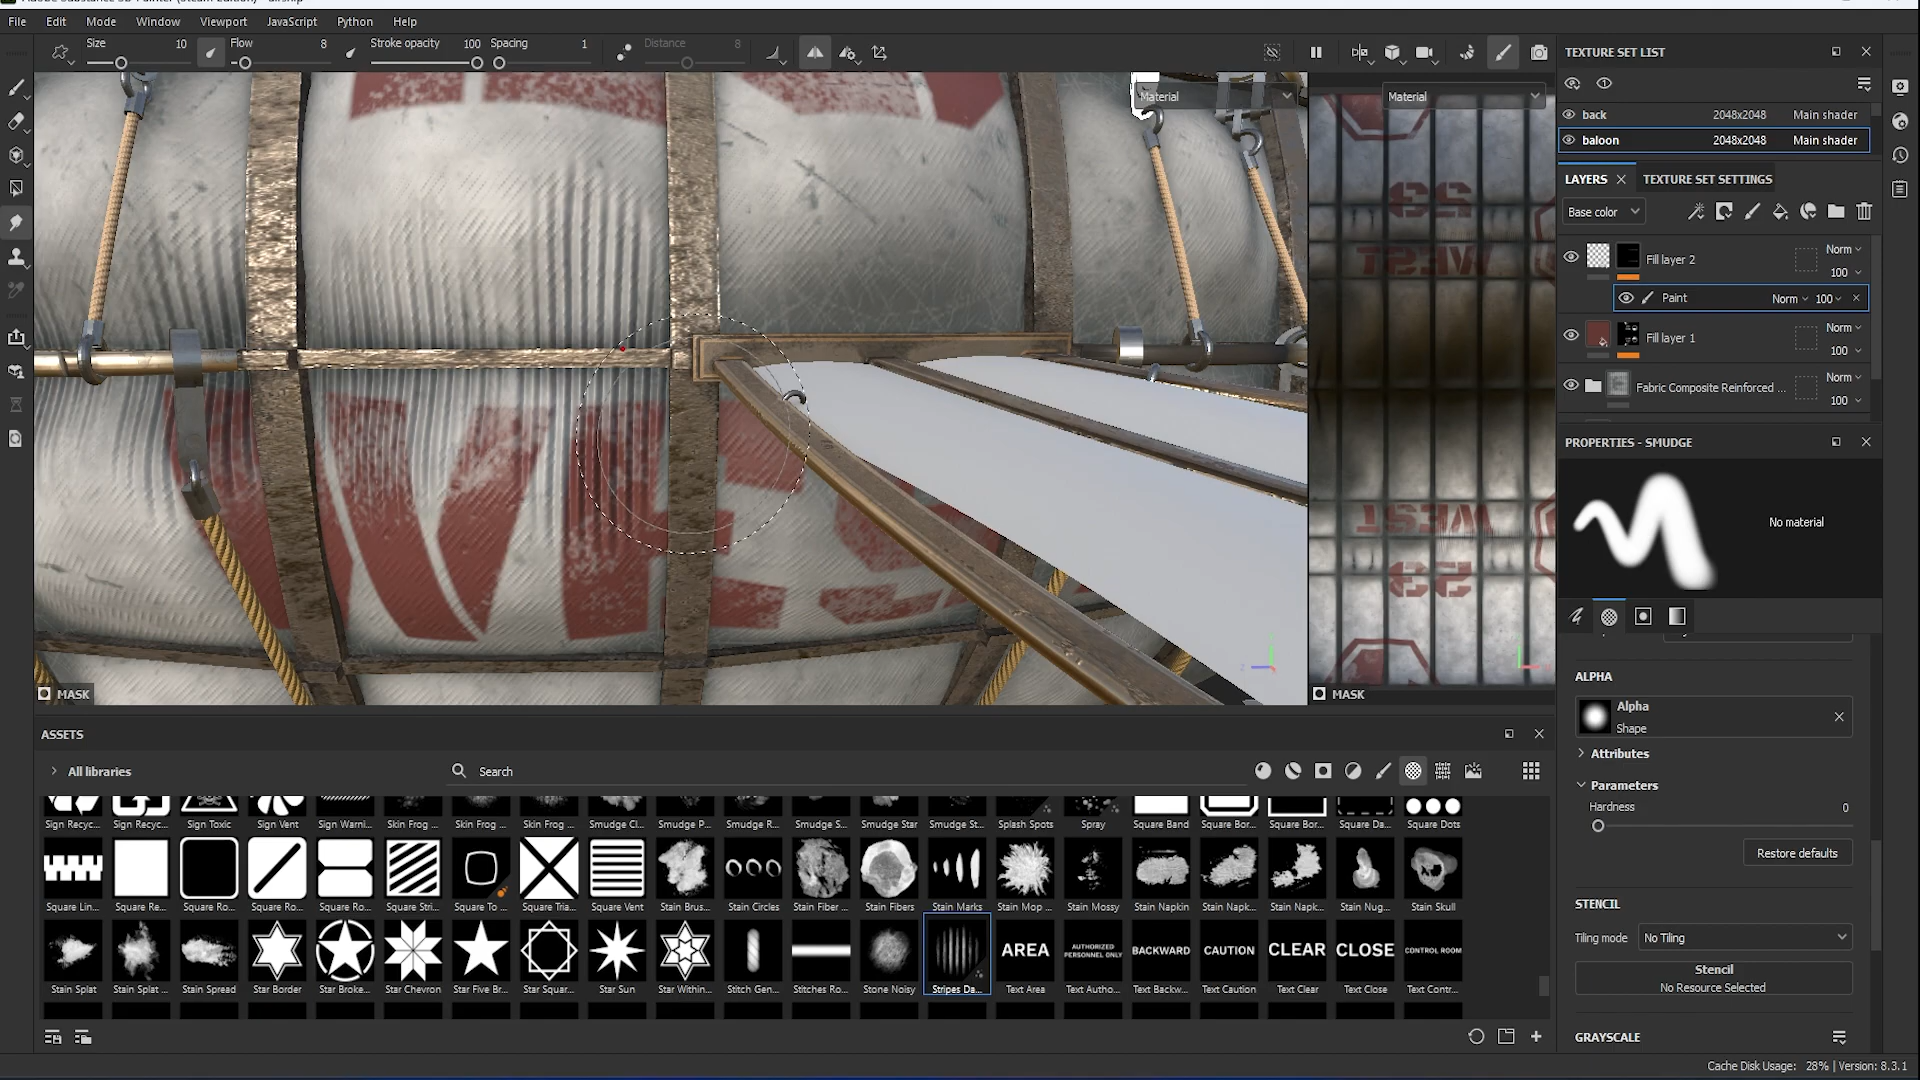 File Edit Mode Window Viewport JavaScript Python Help
Size 10 Flow 8 Stroke opacity 100 Spacing 1 Distance 8
TEXTURE SET LIST
back 2048x2048 Main shader
baloon 2048x2048 Main shader
LAYERS TEXTURE SET SETTINGS
Base color
Fill layer 2 Norm 100
Paint Norm 100
Fill layer 1 Norm 100
Fabric Composite Reinforced ... Norm 100
PROPERTIES - SMUDGE
No material
ALPHA
Alpha
Shape
Attributes
Parameters
Hardness 0
Restore defaults
STENCIL
Tiling mode No Tiling
Stencil
No Resource Selected
GRAYSCALE
Material
Material
MASK
MASK
ASSETS
All libraries Search
Sign Recyc... Sign Recyc... Sign Toxic Sign Vent Sign Warni... Skin Frog ... Skin Frog ... Skin Frog ... Smudge Cl... Smudge P... Smudge R... Smudge S... Smudge Star Smudge St... Splash Spots Spray Square Band Square Bor... Square Bor... Square Da... Square Dots
Square Lin... Square Re... Square Ro... Square Ro... Square Ro... Square Stri... Square To ... Square Tria... Square Vent Stain Brus... Stain Circles Stain Fiber ... Stain Fibers Stain Marks Stain Mop ... Stain Mossy Stain Napkin Stain Napk... Stain Napk... Stain Nug... Stain Skull
AREA AUTHORIZED PERSONNEL ONLY BACKWARD CAUTION CLEAR CLOSE CONTROL ROOM
Stain Splat Stain Splat ... Stain Spread Star Border Star Broke... Star Chevron Star Five Br... Star Squar... Star Sun Star Within... Stitch Gen... Stitches Ro... Stone Noisy Stripes Da... Text Area Text Autho... Text Backw... Text Caution Text Clear Text Close Text Contr...
Cache Disk Usage: 28% | Version: 8.3.1